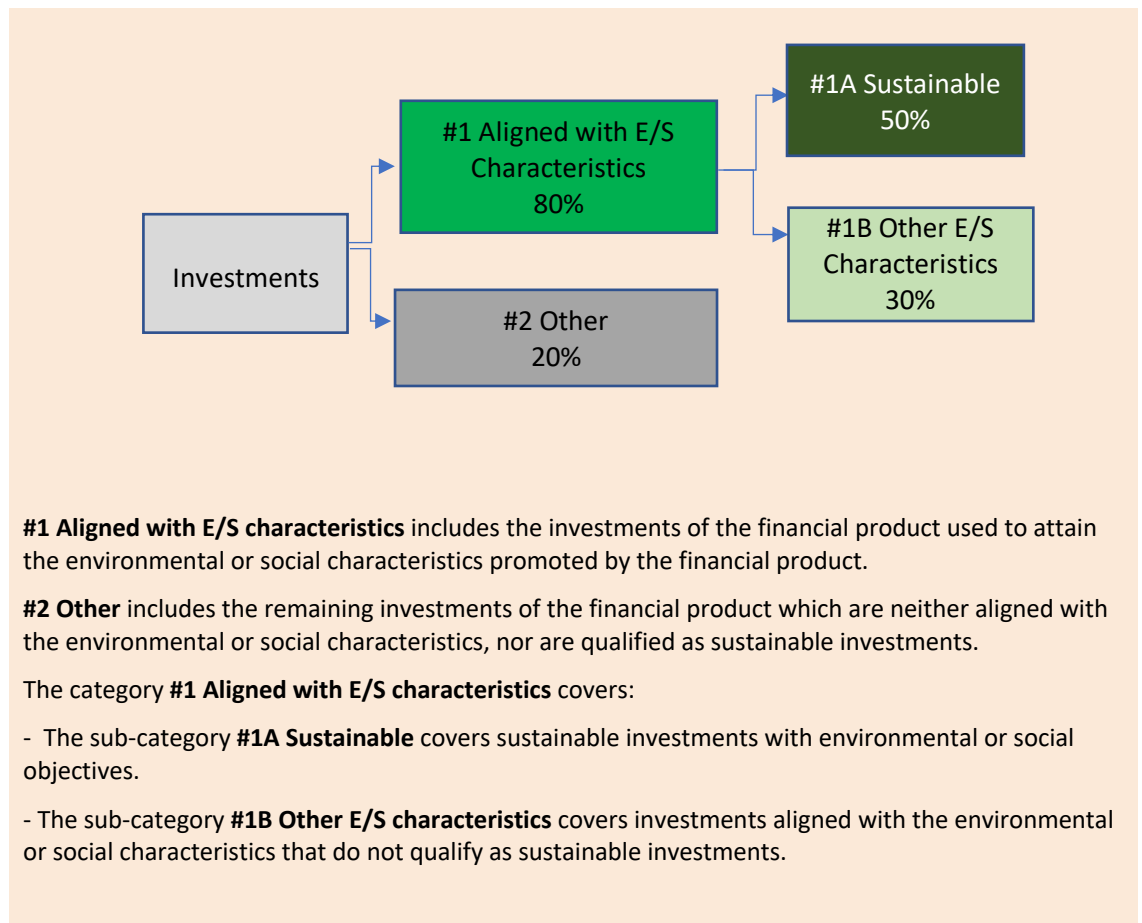 #1A Sustainable
50%
#1 Aligned with E/S
Characteristics
80%
#1B Other E/S
Characteristics
30%
Investments
#2 Other
20%
#1 Aligned with E/S characteristics includes the investments of the financial product used to attain
the environmental or social characteristics promoted by the financial product.
#2 Other includes the remaining investments of the financial product which are neither aligned with
the environmental or social characteristics, nor are qualified as sustainable investments.
The category #1 Aligned with E/S characteristics covers:
- The sub-category #1A Sustainable covers sustainable investments with environmental or social
objectives.
- The sub-category #1B Other E/S characteristics covers investments aligned with the environmental
or social characteristics that do not qualify as sustainable investments.